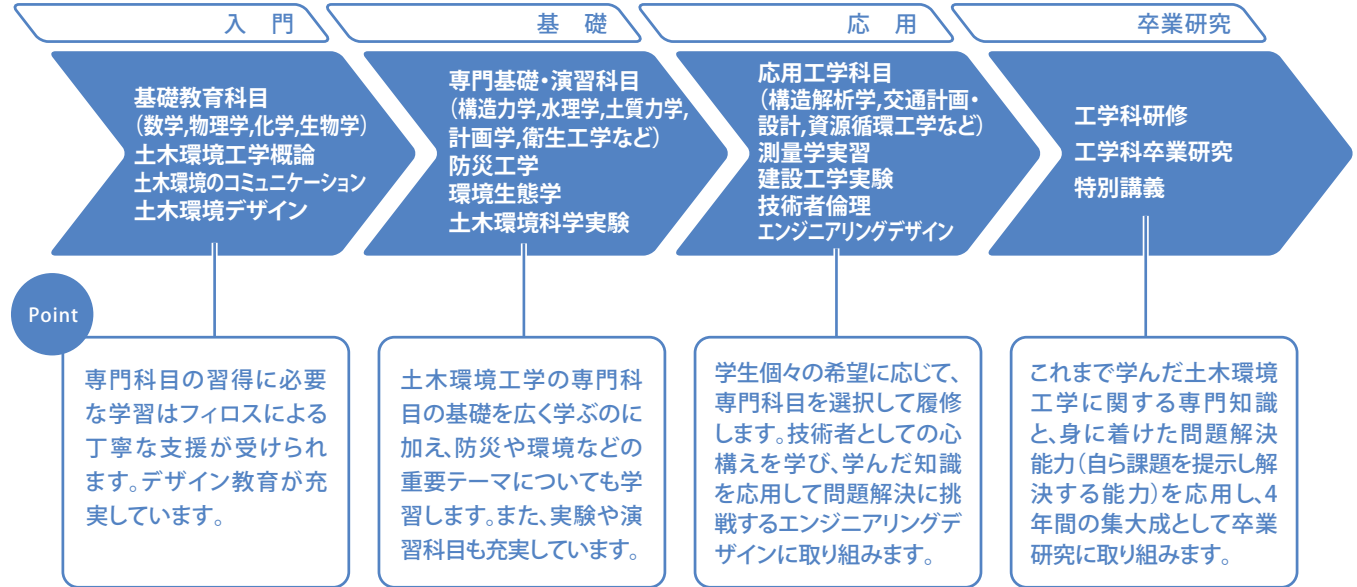 入　門
基　礎
応　用
卒業研究
基礎教育科目
（数学,物理学,化学,生物学）
土木環境工学概論
土木環境のコミュニケーション
土木環境デザイン
専門基礎・演習科目
（構造力学,水理学,土質力学,
計画学,衛生工学など）
防災工学
環境生態学
土木環境科学実験
応用工学科目
（構造解析学,交通計画・
設計,資源循環工学など）
測量学実習
建設工学実験
技術者倫理
エンジニアリングデザイン
工学科研修
工学科卒業研究
特別講義
Point
専門科目の習得に必要
な学習はフィロスによる
丁寧な支援が受けられ
ます。デザイン教育が充
実しています。
土木環境工学の専門科
目の基礎を広く学ぶのに
加え、防災や環境などの
重要テーマについても学
習します。また、実験や演
習科目も充実しています。
学生個々の希望に応じて、
専門科目を選択して履修
します。技術者としての心
構えを学び、学んだ知識
を応用して問題解決に挑
戦するエンジニアリングデ
ザインに取り組みます。
これまで学んだ土木環境
工学に関する専門知識
と、身に着けた問題解決
能力（自ら課題を提示し解
決する能力）を応用し、4
年間の集大成として卒業
研究に取り組みます。